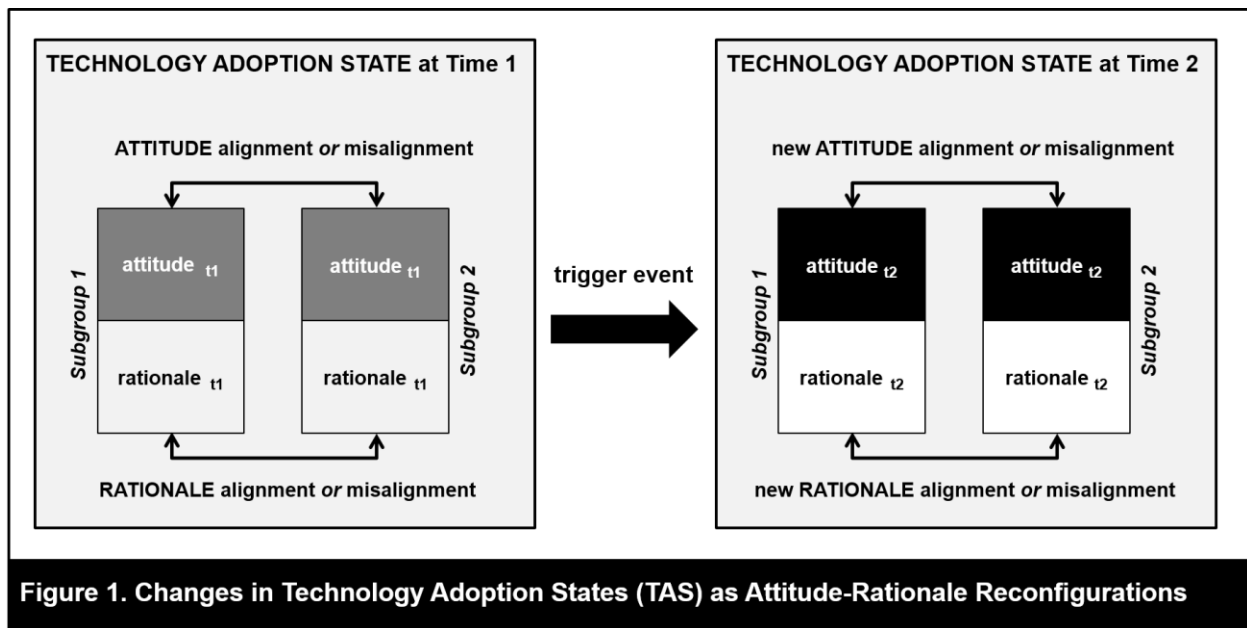 TECHNOLOGY ADOPTION STATE at Time 1
ATTITUDE alignment or misalignment
Subgroup 1
attitude t1
rationale t1
attitude t1
rationale t1
Subgroup 2
RATIONALE alignment or misalignment
trigger event
TECHNOLOGY ADOPTION STATE at Time 2
new ATTITUDE alignment or misalignment
Subgroup 1
attitude t2
rationale t2
attitude t2
rationale t2
Subgroup 2
new RATIONALE alignment or misalignment
Figure 1. Changes in Technology Adoption States (TAS) as Attitude-Rationale Reconfigurations